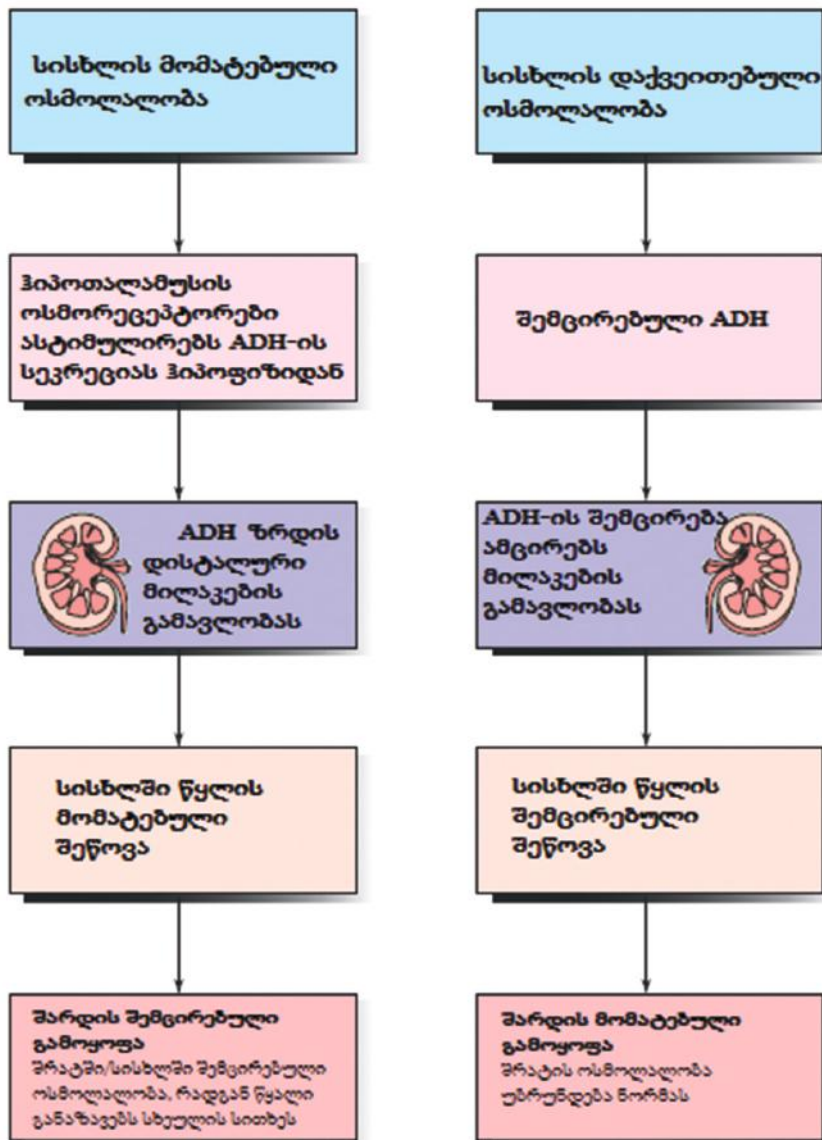 სისხლის მომატებული
ოსმოლალობა
ჰიპოთალამუსის
ოსმორეცეპტორები
ასტიმულირებს ADH-ის
სეკრეციას ჰიპოფიზიდან
ADH ზრდის
დისტალური
მილაკების
გამავლობას
სისხლში წყლის
მომატებული
შეწოვა
შარდის შემცირებული
გამოყოფა
შრატში/სისხლში შემცირებული
ოსმოლალობა, რადგან წყალი
განაზავებს სხეულის სითხეს
სისხლის დაქვეითებული
ოსმოლალობა
შემცირებული ADH
ADH-ის შემცირება
ამცირებს
მილაკების
გამავლობას
სისხლში წყლის
შემცირებული
შეწოვა
შარდის მომატებული
გამოყოფა
შრატის ოსმოლალობა
უბრუნდება ნორმას